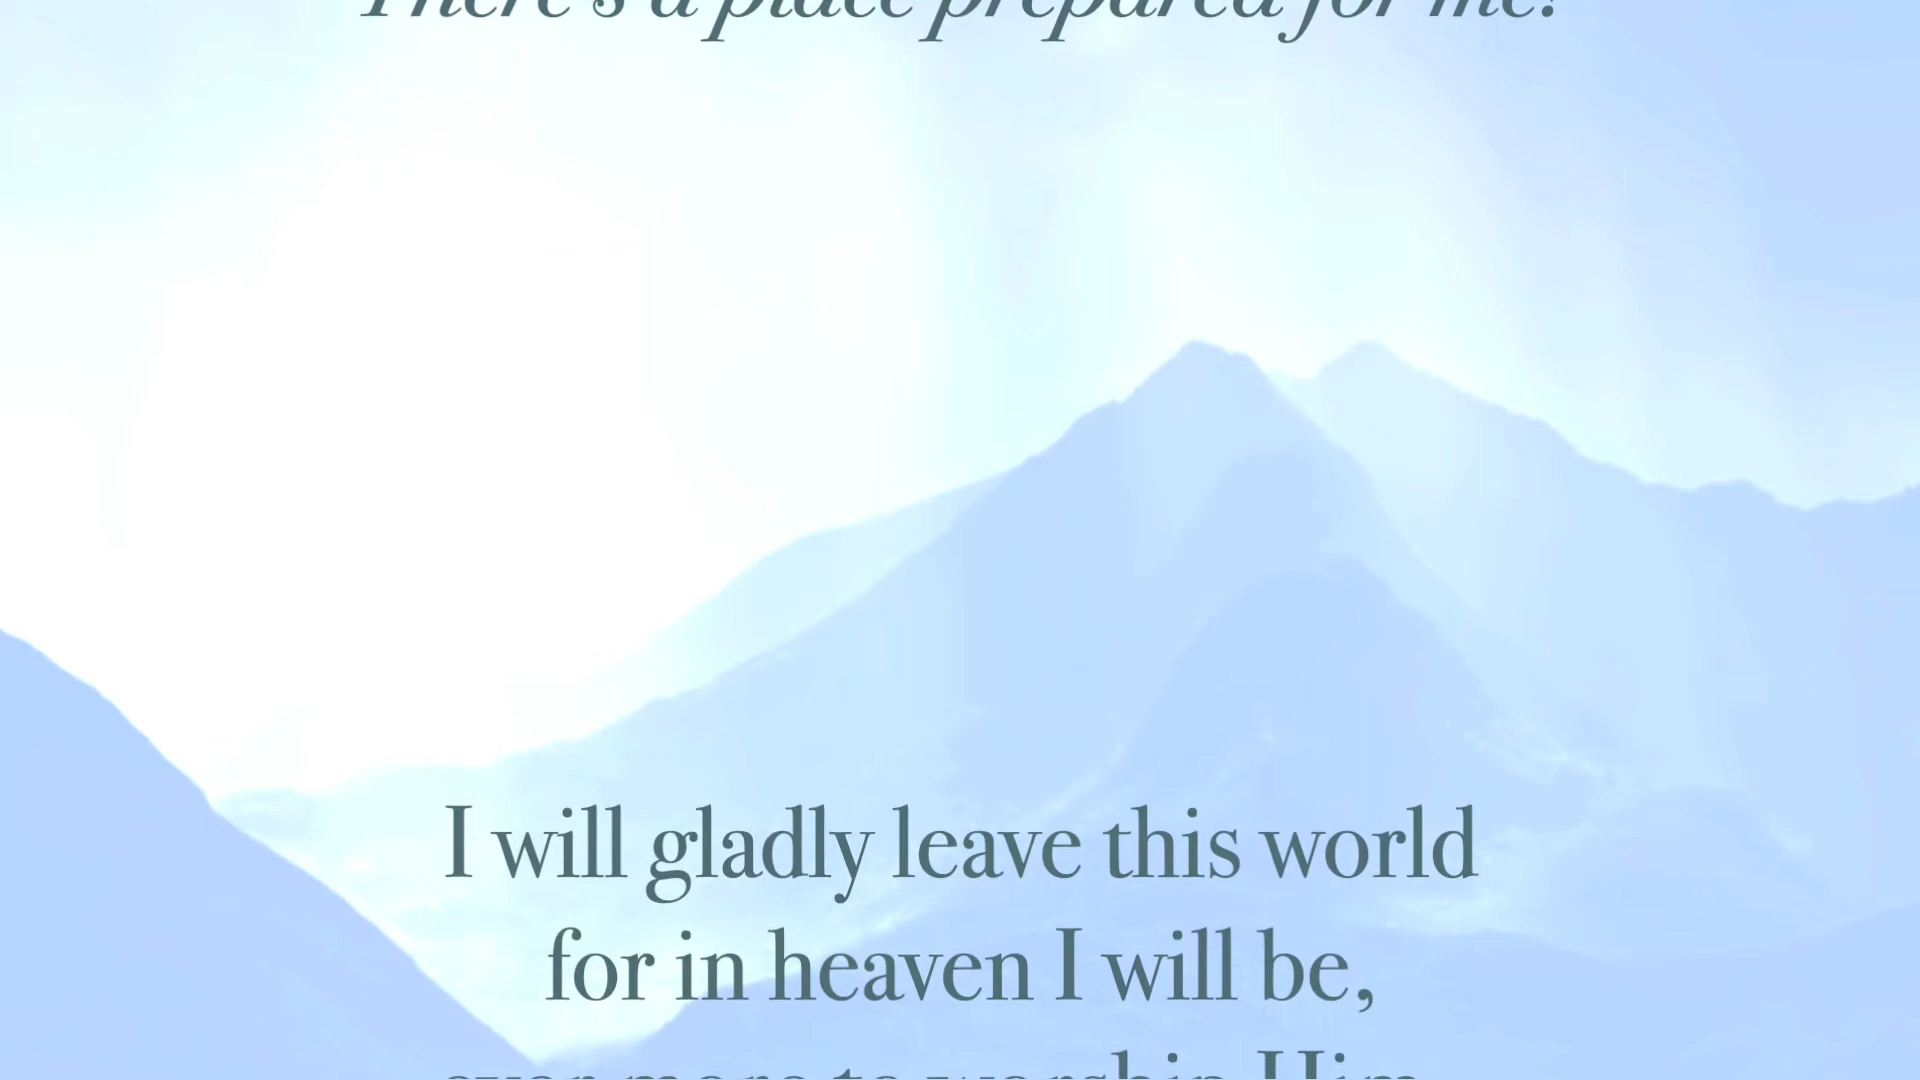 There's a place prepared for me!
I will gladly leave this world
for in heaven I will be,
ever more to worship Him